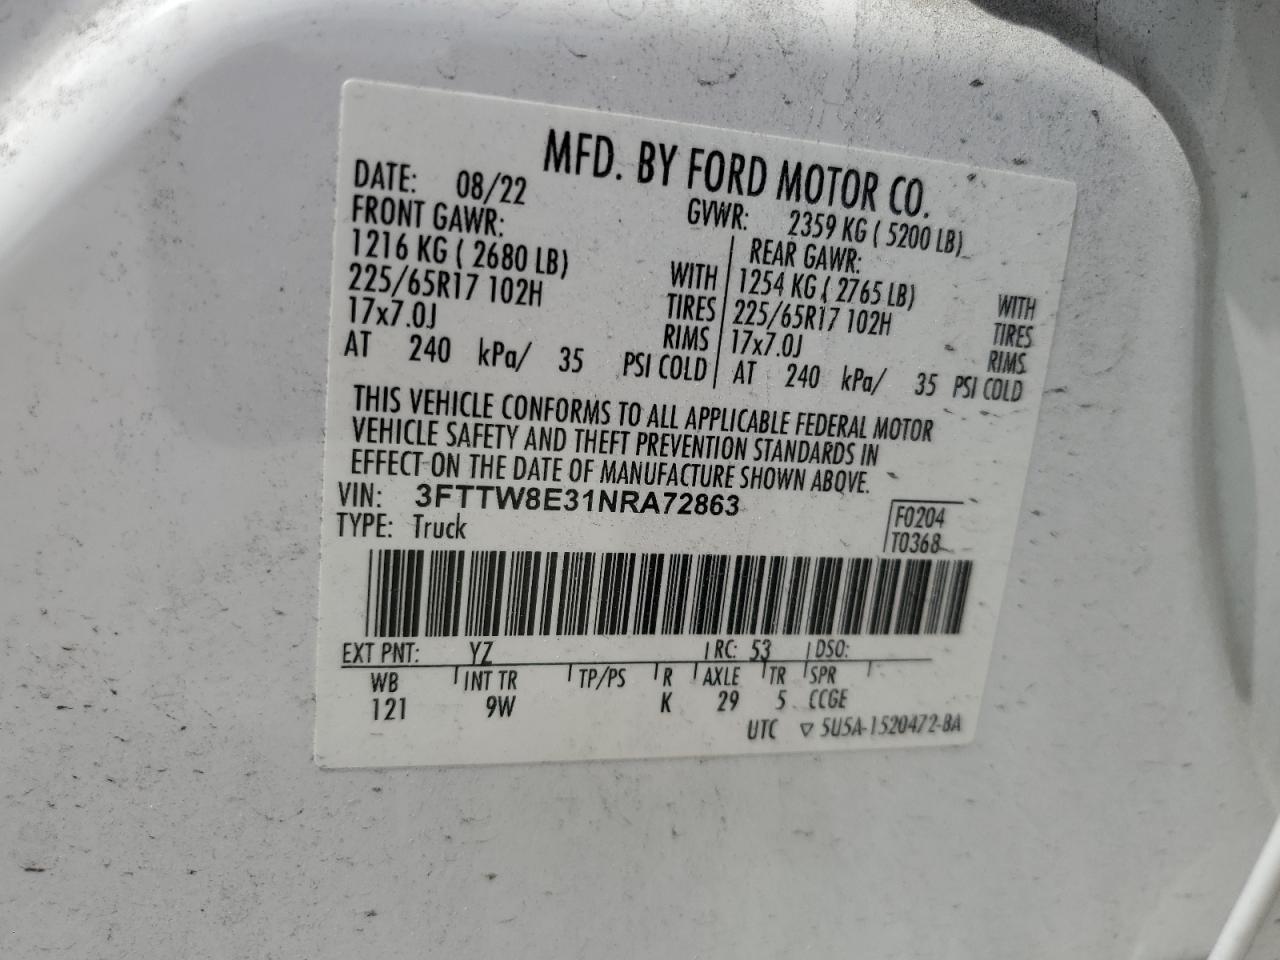 MFD. BY FORD MOTOR CO.
DATE: 08/22 GVWR: 2359 KG ( 5200 LB)
FRONT GAWR: REAR GAWR:
1216 KG ( 2680 LB) WITH 1254 KG ( 2765 LB) WITH
225/65R17 102H TIRES 225/65R17 102H TIRES
17x7.0J RIMS 17x7.0J RIMS
AT 240 kPa/ 35 PSI COLD AT 240 kPa/ 35 PSI COLD
THIS VEHICLE CONFORMS TO ALL APPLICABLE FEDERAL MOTOR
VEHICLE SAFETY AND THEFT PREVENTION STANDARDS IN
EFFECT ON THE DATE OF MANUFACTURE SHOWN ABOVE.
VIN: 3FTTW8E31NRA72863
TYPE: Truck
F0204
T0368
EXT PNT: YZ RC: 53 DSO:
WB INT TR TP/PS R AXLE TR SPR
121 9W K 29 5 CCGE
UTC ▽ 5U5A-1520472-BA